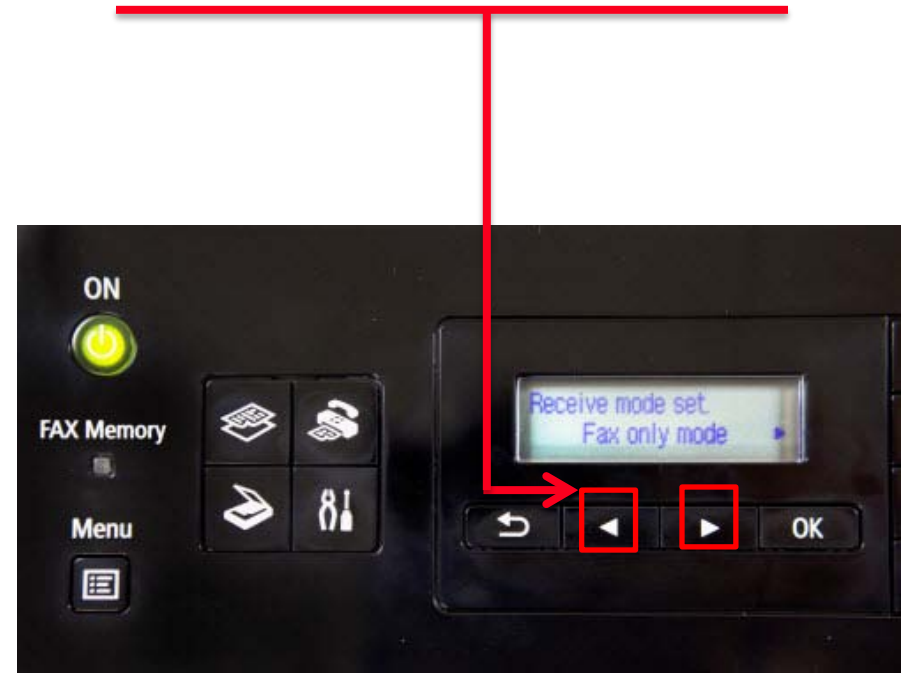 ON
FAX Memory
Menu
Receive mode set.
Fax only mode
OK